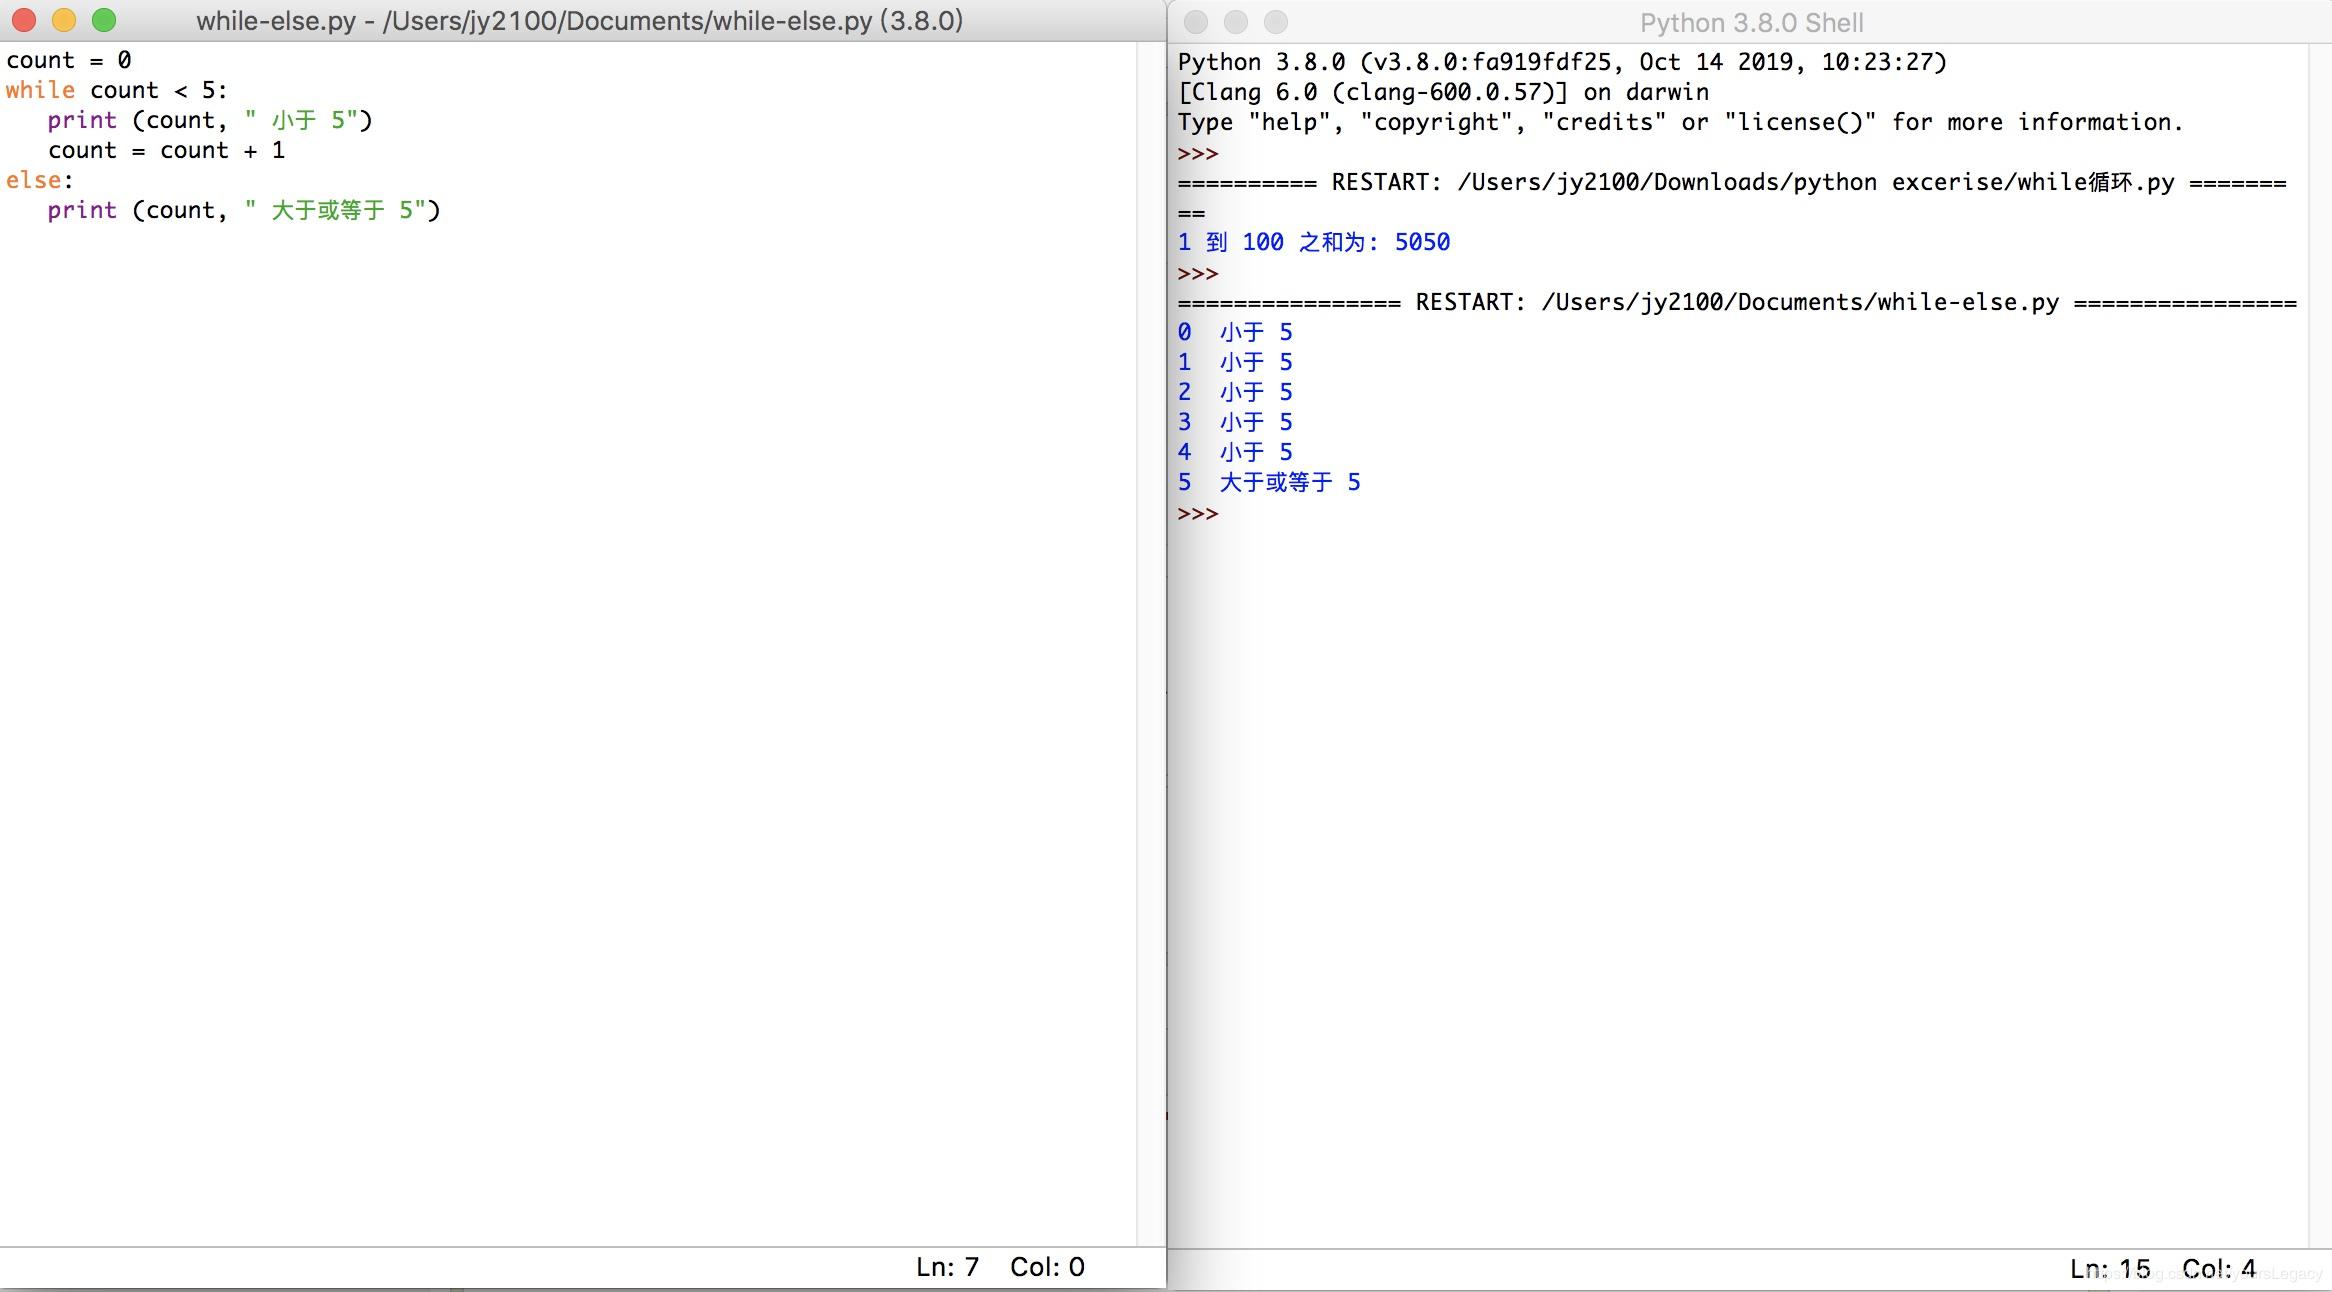 while-else.py - /Users/jy2100/Documents/while-else.py (3.8.0)
count = 0
while count < 5:
   print (count, " 小于 5")
   count = count + 1
else:
   print (count, " 大于或等于 5")
Ln: 7 Col: 0
Python 3.8.0 Shell
Python 3.8.0 (v3.8.0:fa919fdf25, Oct 14 2019, 10:23:27)
[Clang 6.0 (clang-600.0.57)] on darwin
Type "help", "copyright", "credits" or "license()" for more information.
>>>
========== RESTART: /Users/jy2100/Downloads/python excerise/while循环.py =======
==
1 到 100 之和为: 5050
>>>
================ RESTART: /Users/jy2100/Documents/while-else.py ================
0  小于 5
1  小于 5
2  小于 5
3  小于 5
4  小于 5
5  大于或等于 5
>>>
Ln: 15 Col: 4